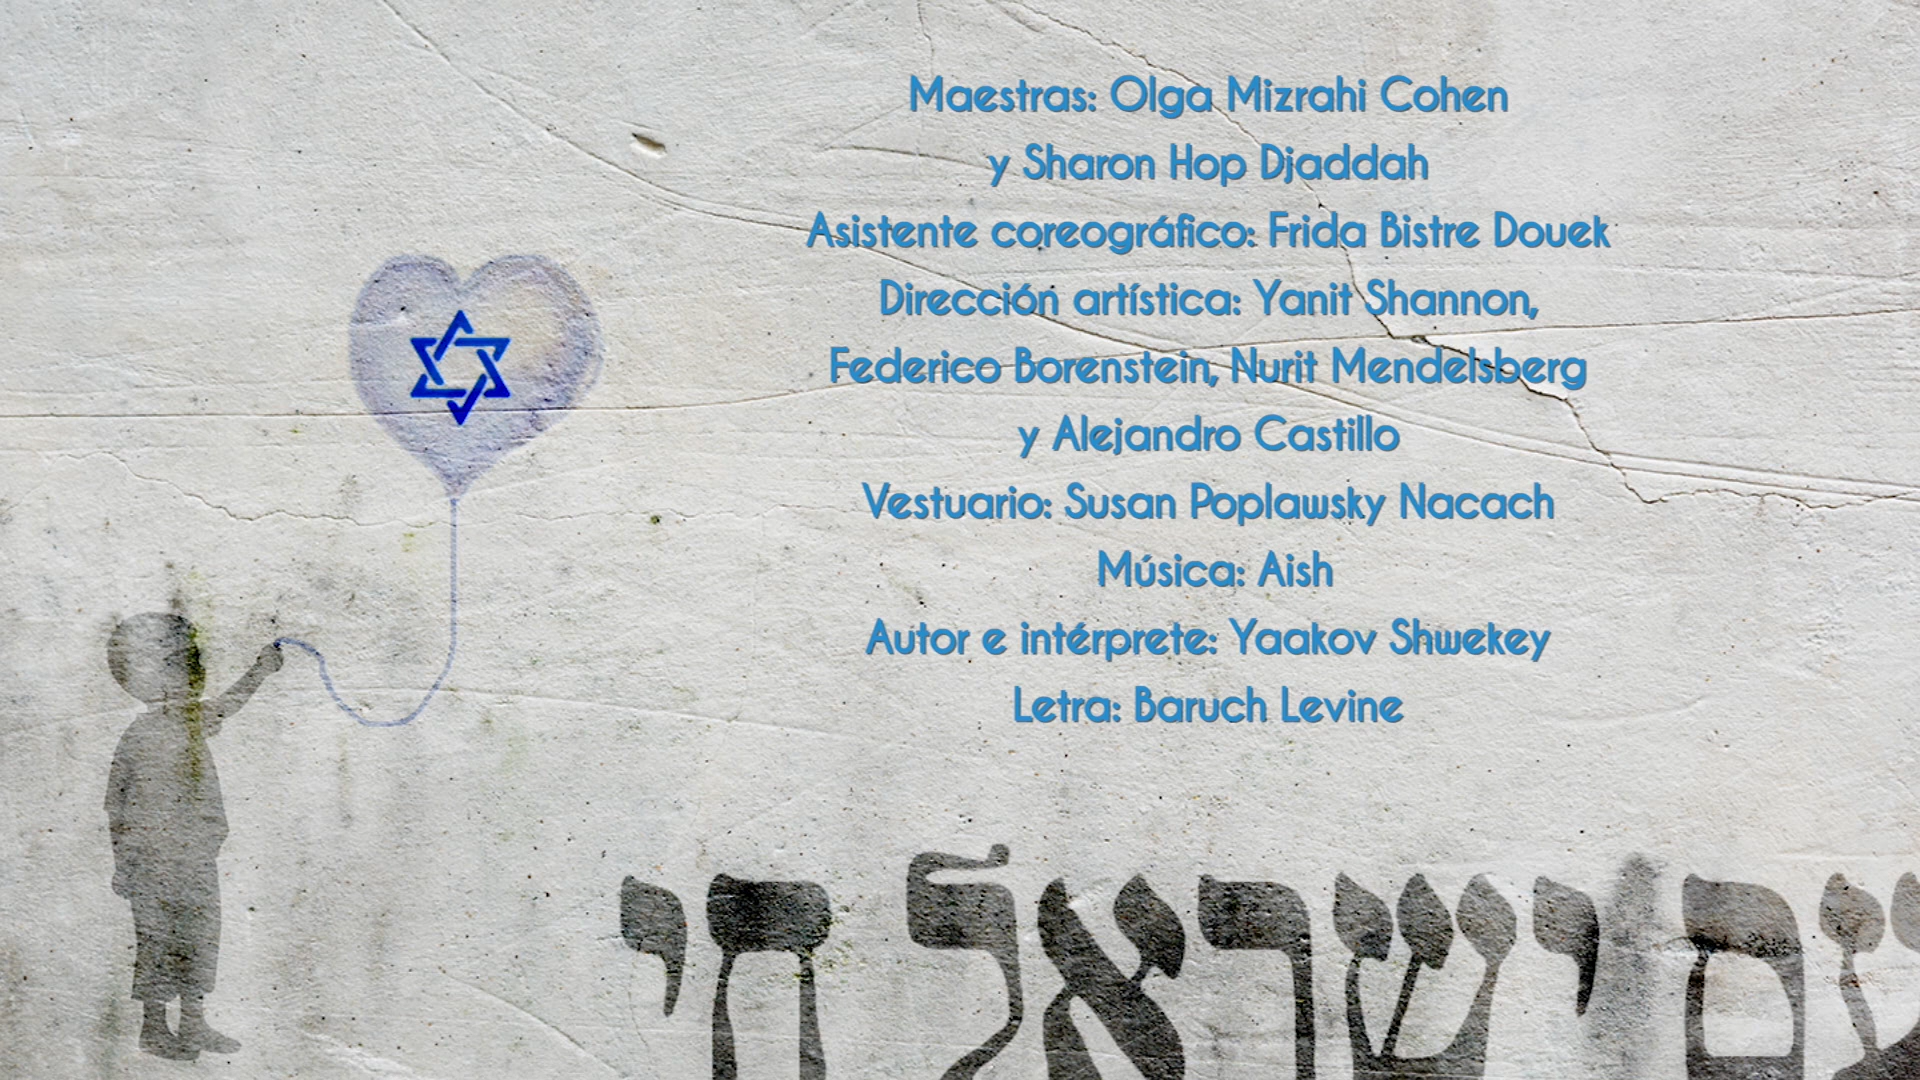 Maestras: Olga Mizrahi Cohen
y Sharon Hop Djaddah
Asistente coreográfico: Frida Bistre Douek
Dirección artística: Yanit Shannon,
Federico Borenstein, Nurit Mendelsberg
y Alejandro Castillo
Vestuario: Susan Poplawsky Nacach
Música: Aish
Autor e intérprete: Yaakov Shwekey
Letra: Baruch Levine
עם ישראל חי